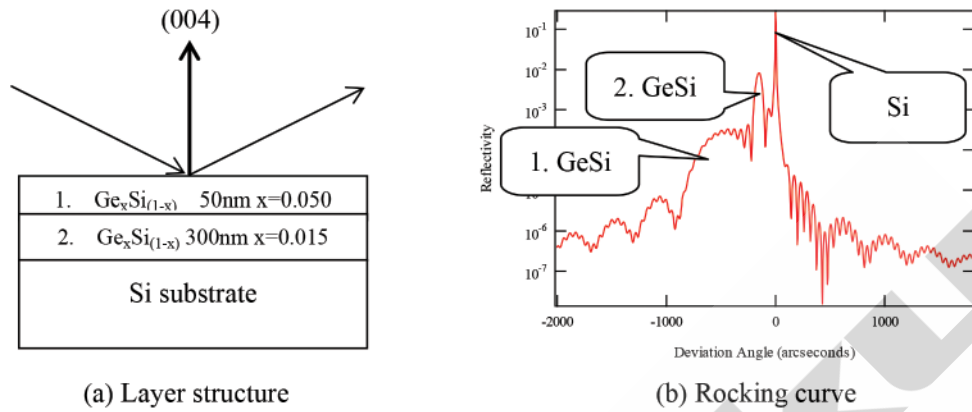 (004)
1. GeₓSi₍₁₋ₓ₎ 50nm x=0.050
2. GeₓSi₍₁₋ₓ₎ 300nm x=0.015
Si substrate
(a) Layer structure
Reflectivity
10⁻¹
10⁻²
10⁻³
10⁻⁶
10⁻⁷
2. GeSi
Si
1. GeSi
-2000 -1000 0 1000
Deviation Angle (arcseconds)
(b) Rocking curve